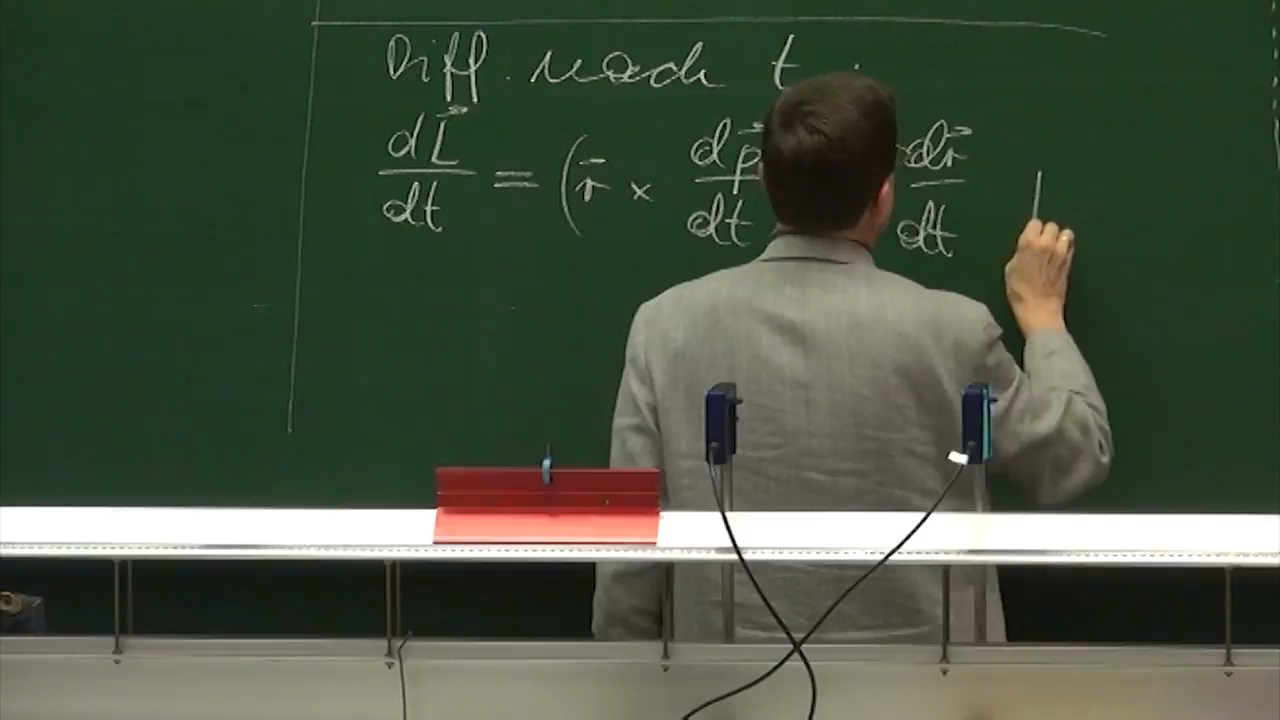 Diff. nach t
dL⃗/dt = (r⃗ × dp⃗/dt dr⃗/dt